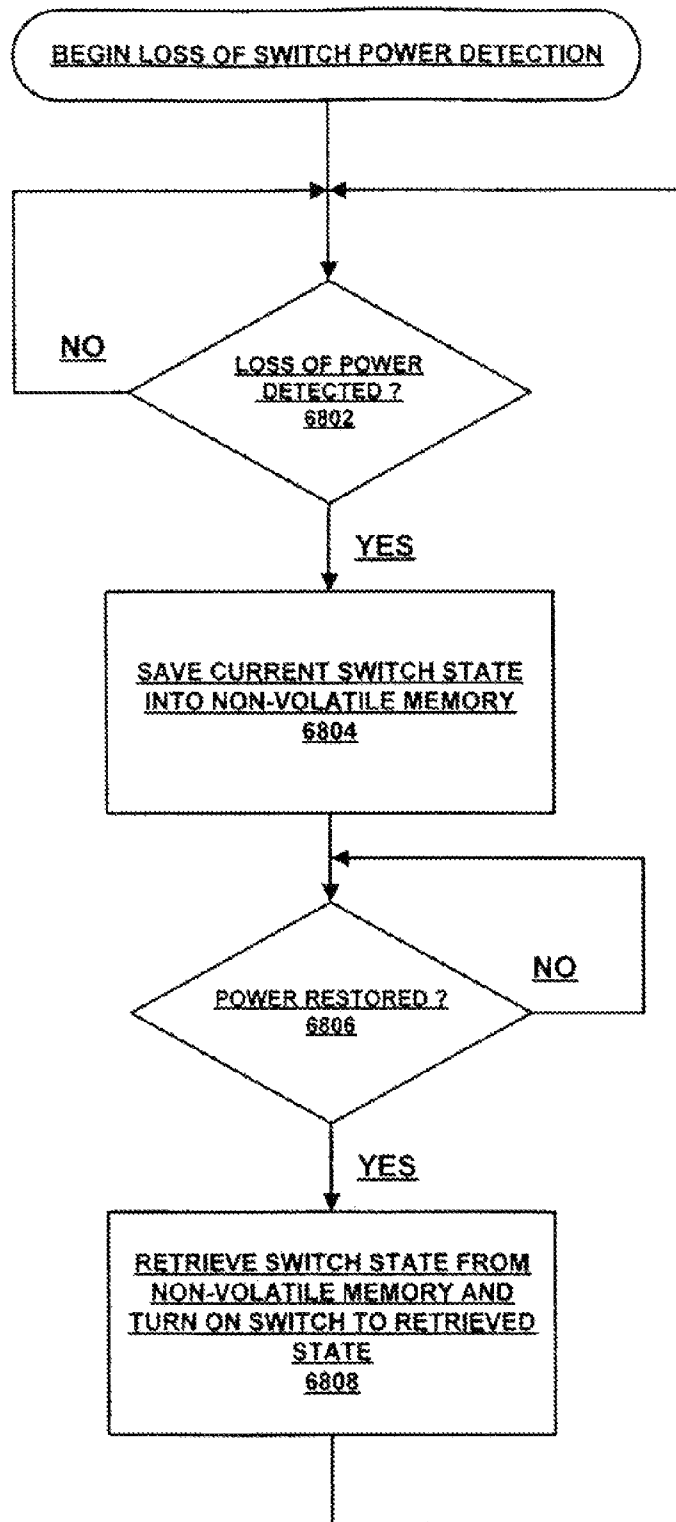 BEGIN LOSS OF SWITCH POWER DETECTION
NO
LOSS OF POWER
DETECTED ?
6802
YES
SAVE CURRENT SWITCH STATE
INTO NON-VOLATILE MEMORY
6804
NO
POWER RESTORED ?
6806
YES
RETRIEVE SWITCH STATE FROM
NON-VOLATILE MEMORY AND
TURN ON SWITCH TO RETRIEVED
STATE
6808